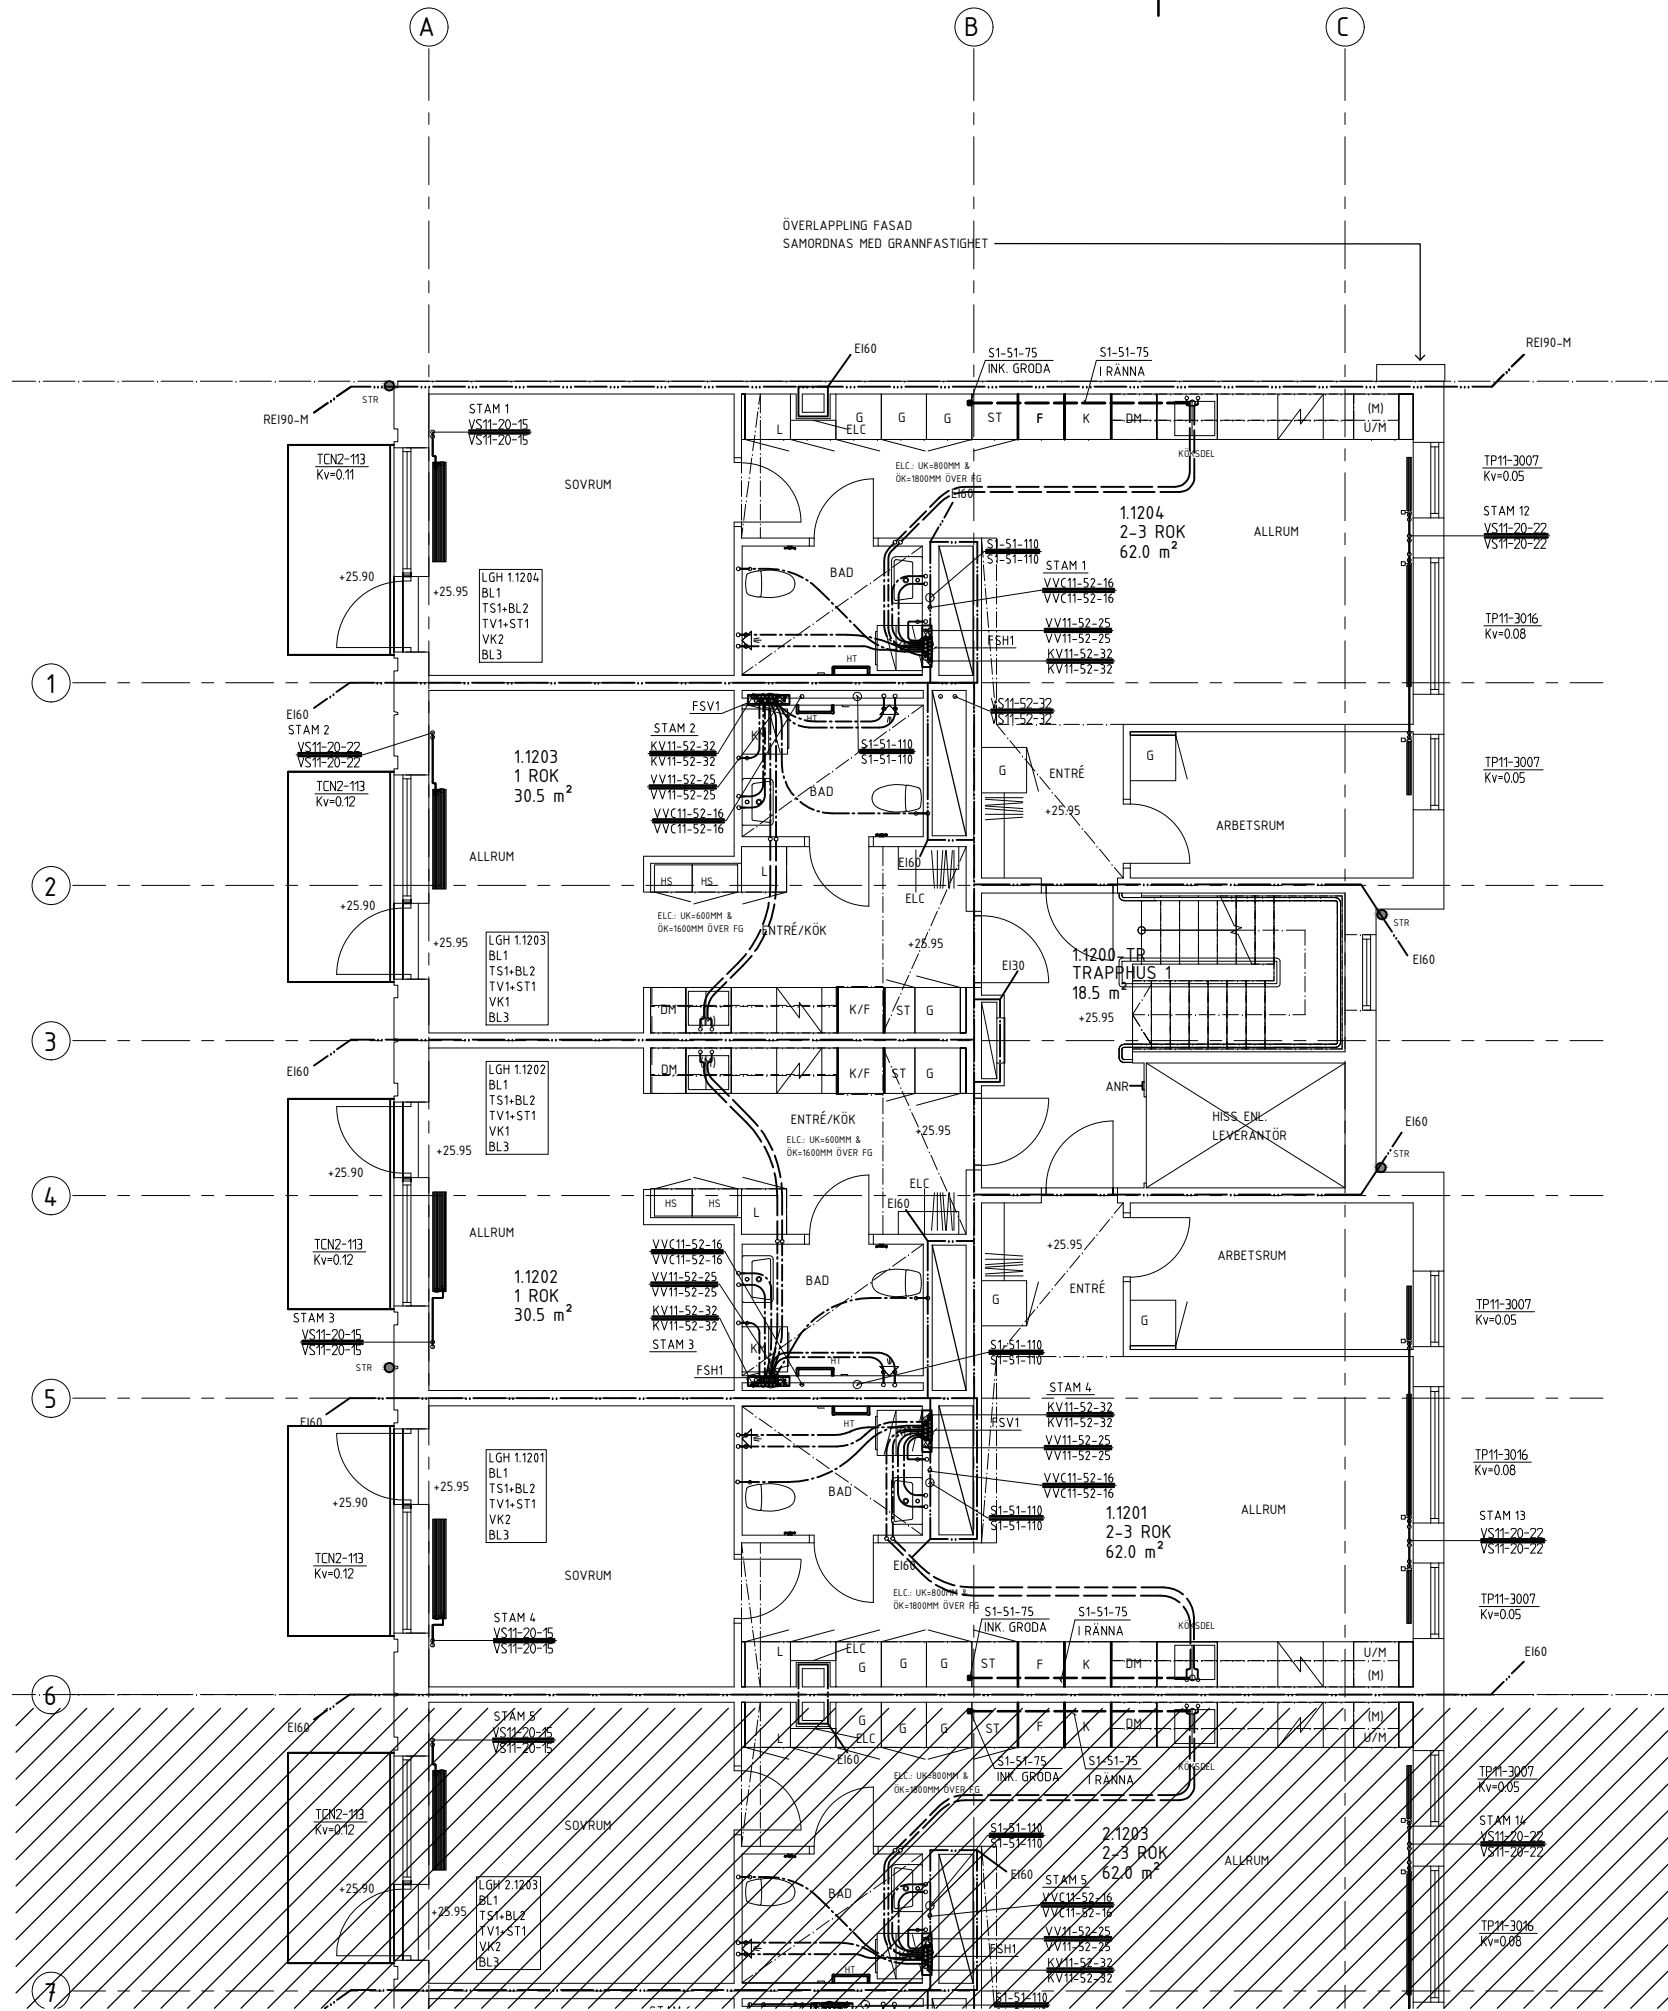 A
B
C
ÖVERLAPPLING FASAD
SAMORDNAS MED GRANNFASTIGHET
EI60
S1-51-75
INK. GRODA
S1-51-75
I RÄNNA
REI90-M
REI90-M
STR
STAM 1
VS11-20-15
VS11-20-15
L
ELC
G
G
G
ST
F
K
DM
(M)
U/M
KÖKSDEL
TCN2-113
Kv=0.11
SOVRUM
ELC.: UK=800MM &
ÖK=1800MM ÖVER FG
EI60
1.1204
2-3 ROK
62.0 m²
ALLRUM
TP11-3007
Kv=0.05
STAM 12
VS11-20-22
VS11-20-22
+25.90
+25.95
LGH 1.1204
BL1
TS1+BL2
TV1+ST1
VK2
BL3
BAD
S1-51-110
S1-51-110
STAM 1
VVC11-52-16
VVC11-52-16
VV11-52-25
VV11-52-25
FSH1
KV11-52-32
KV11-52-32
HT
TP11-3016
Kv=0.08
1
EI60
STAM 2
VS11-20-22
VS11-20-22
FSV1
STAM 2
KV11-52-32
KV11-52-32
VV11-52-25
VV11-52-25
VVC11-52-16
VVC11-52-16
HT
S1-51-110
S1-51-110
VS11-52-32
VS11-52-32
1.1203
1 ROK
30.5 m²
BAD
G
ENTRÉ
+25.95
G
ARBETSRUM
TP11-3007
Kv=0.05
TCN2-113
Kv=0.12
ALLRUM
2
HS
HS
L
EI60
ELC
ELC.: UK=600MM &
ÖK=1600MM ÖVER FG
ENTRÉ/KÖK
+25.95
+25.90
+25.95
LGH 1.1203
BL1
TS1+BL2
TV1+ST1
VK1
BL3
EI30
1.1200-TR
TRAPPHUS 1
18.5 m²
+25.95
STR
EI60
DM
(M)
K/F
ST
G
3
EI60
DM
(M)
K/F
ST
G
LGH 1.1202
BL1
TS1+BL2
TV1+ST1
VK1
BL3
+25.95
+25.90
ENTRÉ/KÖK
ELC.: UK=600MM &
ÖK=1600MM ÖVER FG
+25.95
ANR
HISS ENL.
LEVERANTÖR
EI60
STR
4
HS
HS
L
ELC
EI60
ALLRUM
TCN2-113
Kv=0.12
1.1202
1 ROK
30.5 m²
VVC11-52-16
VVC11-52-16
VV11-52-25
VV11-52-25
KV11-52-32
KV11-52-32
STAM 3
FSH1
BAD
HT
+25.95
ENTRÉ
G
G
ARBETSRUM
TP11-3007
Kv=0.05
STAM 3
VS11-20-15
VS11-20-15
STR
S1-51-110
S1-51-110
5
EI60
STAM 4
KV11-52-32
KV11-52-32
FSV1
VV11-52-25
VV11-52-25
VVC11-52-16
VVC11-52-16
S1-51-110
S1-51-110
HT
BAD
LGH 1.1201
BL1
TS1+BL2
TV1+ST1
VK2
BL3
+25.95
+25.90
1.1201
2-3 ROK
62.0 m²
ALLRUM
TP11-3016
Kv=0.08
STAM 13
VS11-20-22
VS11-20-22
TCN2-113
Kv=0.12
SOVRUM
EI60
ELC.: UK=800MM &
ÖK=1800MM ÖVER FG
S1-51-75
INK. GRODA
S1-51-75
I RÄNNA
KÖKSDEL
TP11-3007
Kv=0.05
STAM 4
VS11-20-15
VS11-20-15
L
ELC
G
G
G
ST
F
K
DM
U/M
(M)
EI60
6
EI60
STAM 5
VS11-20-15
VS11-20-15
L
G
ELC
EI60
G
G
ST
F
K
DM
(M)
U/M
S1-51-75
INK. GRODA
S1-51-75
I RÄNNA
KÖKSDEL
ELC.: UK=800MM &
ÖK=1800MM ÖVER FG
TP11-3007
Kv=0.05
TCN2-113
Kv=0.12
SOVRUM
S1-51-110
S1-51-110
2.1203
2-3 ROK
62.0 m²
ALLRUM
STAM 14
VS11-20-22
VS11-20-22
+25.90
+25.95
LGH 2.1203
BL1
TS1+BL2
TV1+ST1
VK2
BL3
BAD
EI60
STAM 5
VVC11-52-16
VVC11-52-16
VV11-52-25
VV11-52-25
FSH1
KV11-52-32
KV11-52-32
HT
TP11-3016
Kv=0.08
7
S1-51-110